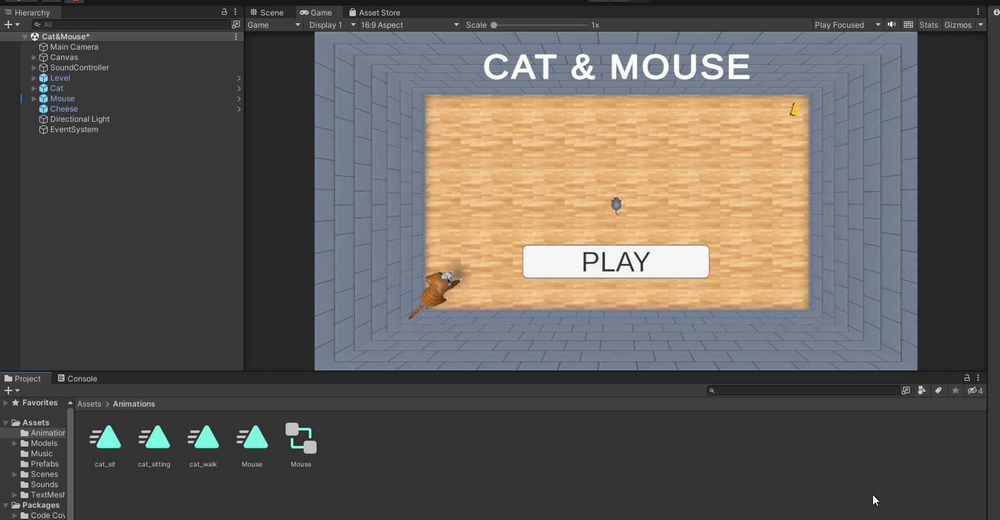 Hierarchy
Scene
Game
Asset Store
All
Game
Display 1
16:9 Aspect
Scale
1x
Play Focused
Stats
Gizmos
Cat&Mouse*
Main Camera
Canvas
SoundController
Level
Cat
Mouse
Cheese
Directional Light
EventSystem
CAT & MOUSE
PLAY
Project
Console
4
Favorites
Assets
Animation
Models
Music
Prefabs
Scenes
Sounds
TextMesh
Packages
Code Cov
Assets > Animations
cat_sit
cat_sitting
cat_walk
Mouse
Mouse